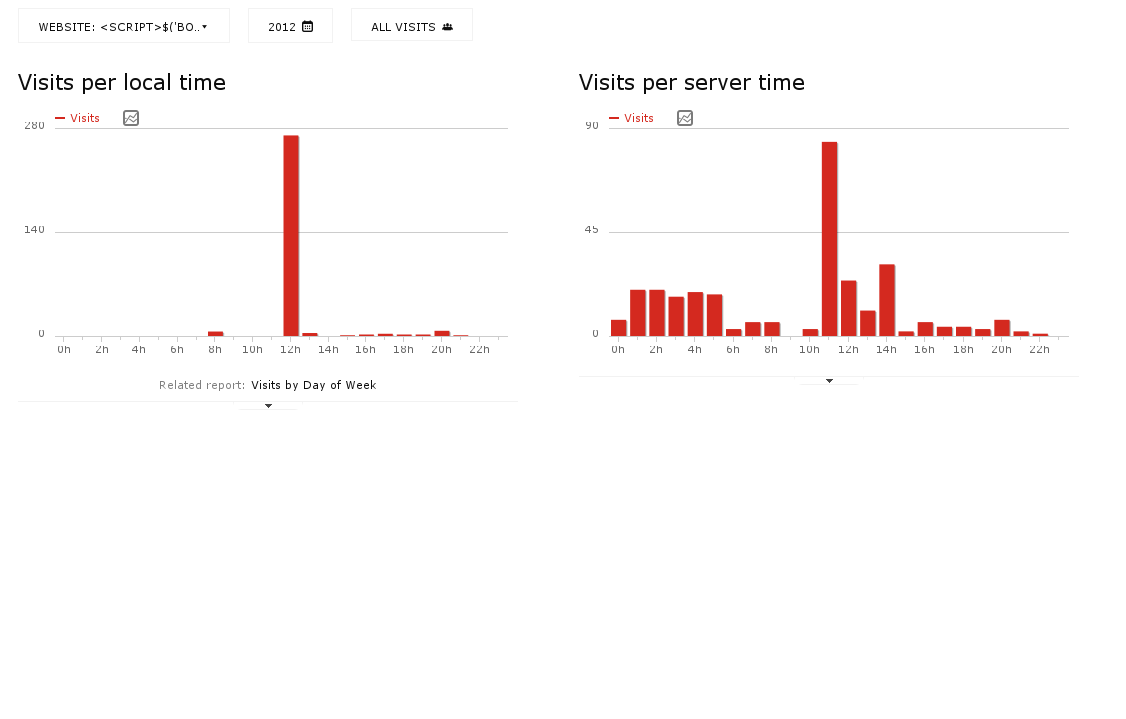 WEBSITE: <SCRIPT>$('BO..
2012
ALL VISITS
Visits per local time
Visits
280
140
0
0h 2h 4h 6h 8h 10h 12h 14h 16h 18h 20h 22h
Related report: Visits by Day of Week
Visits per server time
Visits
90
45
0
0h 2h 4h 6h 8h 10h 12h 14h 16h 18h 20h 22h